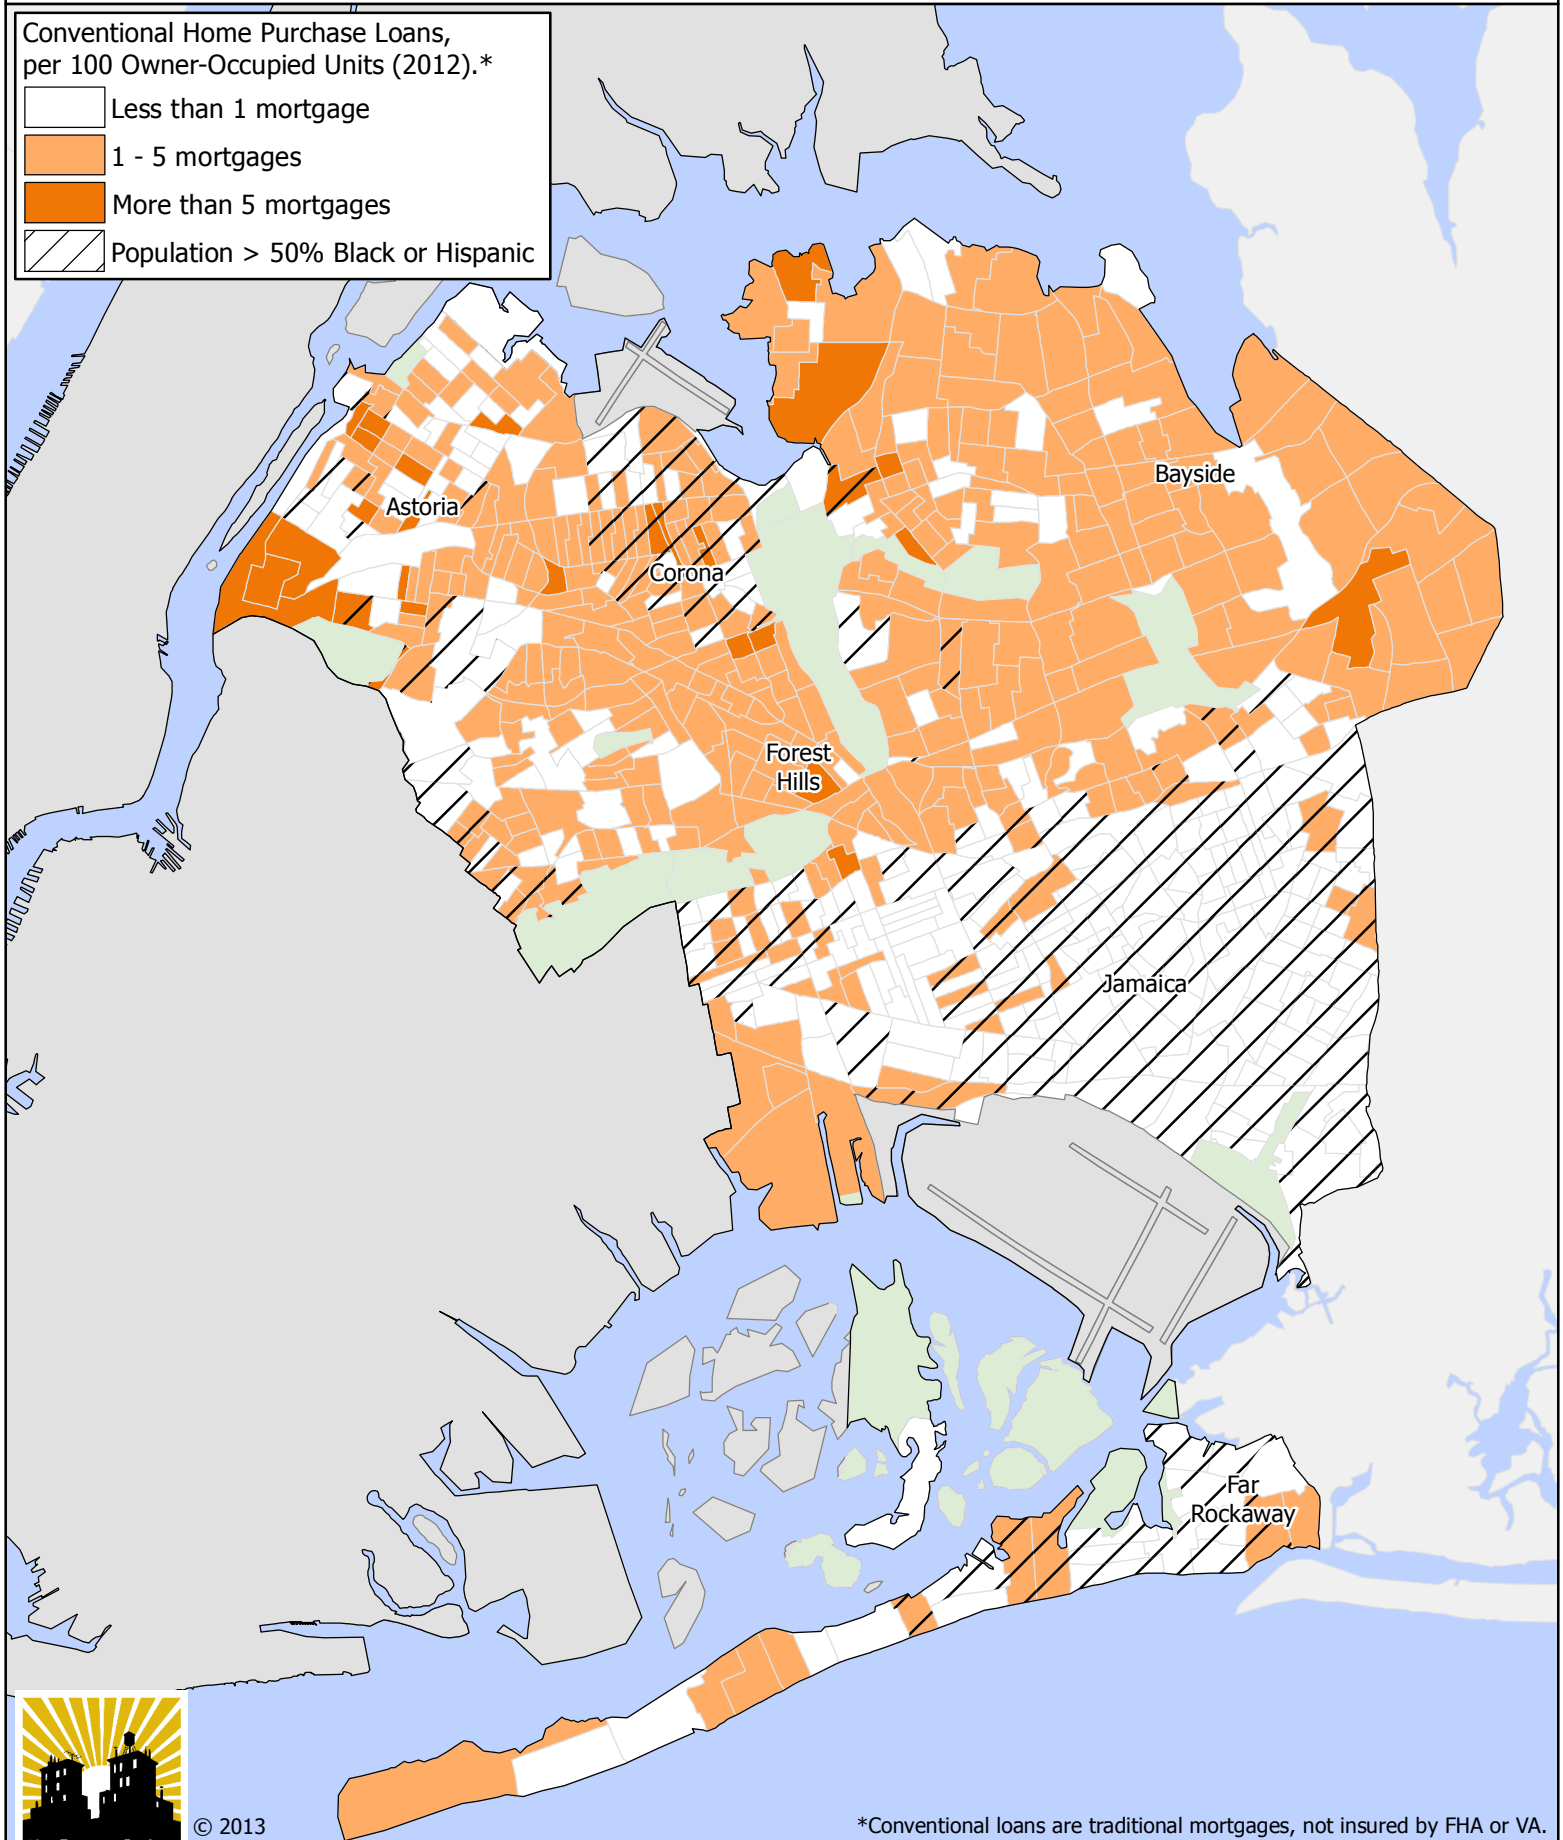 Conventional Home Purchase Loans,
per 100 Owner-Occupied Units (2012).*
Less than 1 mortgage
1 - 5 mortgages
More than 5 mortgages
Population > 50% Black or Hispanic
Bayside
Astoria
Corona
Forest
Hills
Jamaica
Far
Rockaway
© 2013
*Conventional loans are traditional mortgages, not insured by FHA or VA.